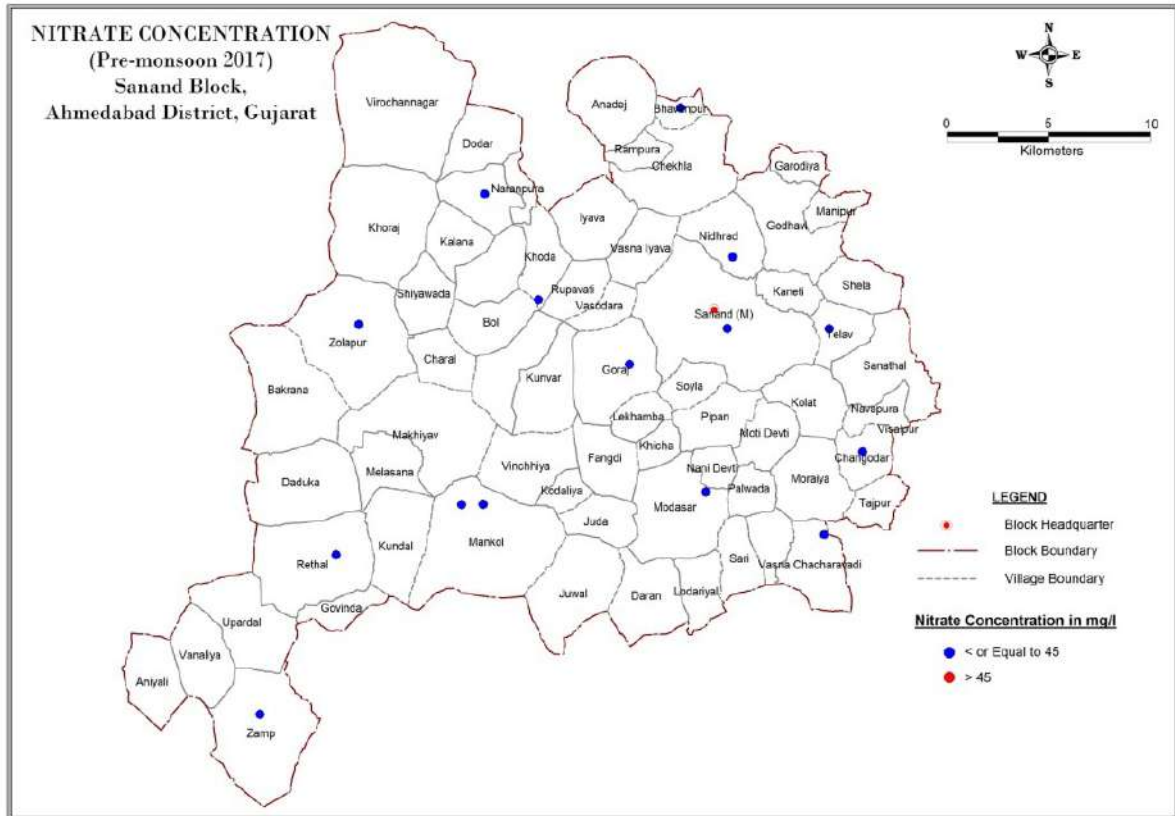 NITRATE CONCENTRATION
(Pre-monsoon 2017)
Sanand Block,
Ahmedabad District, Gujarat
N
W E
S
0 5 10
Kilometers
Virochannagar
Anadej
Bhavanpur
Dodar
Rampura
Chekhla
Garodiya
Naranpura
Manipur
Iyava
Godhavi
Khoraj
Kalana
Nidhrad
Vasna Iyava
Khoda
Shiyawada
Rupavati
Kaneti
Shela
Vasodara
Sanand (M)
Bol
Zolapur
Telav
Charal
Kunvar
Goraj
Sanathal
Soyla
Bakrana
Kolat
Lekhamba
Navapura
Pipan
Makhiyav
Moti Devti
Visalpur
Khicha
Vinchhiya
Fangdi
Changodar
Melasana
Nani Devti
Daduka
Moraiya
Kodaliya
Palwada
Modasar
Tajpur
Juda
Mankol
Kundal
Rethal
Sari
Vasna Chacharavadi
Juwal
Daran
Lodariyal
Govinda
Upardal
Vanaliya
Aniyali
Zamp
LEGEND
Block Headquarter
Block Boundary
Village Boundary
Nitrate Concentration in mg/l
< or Equal to 45
> 45